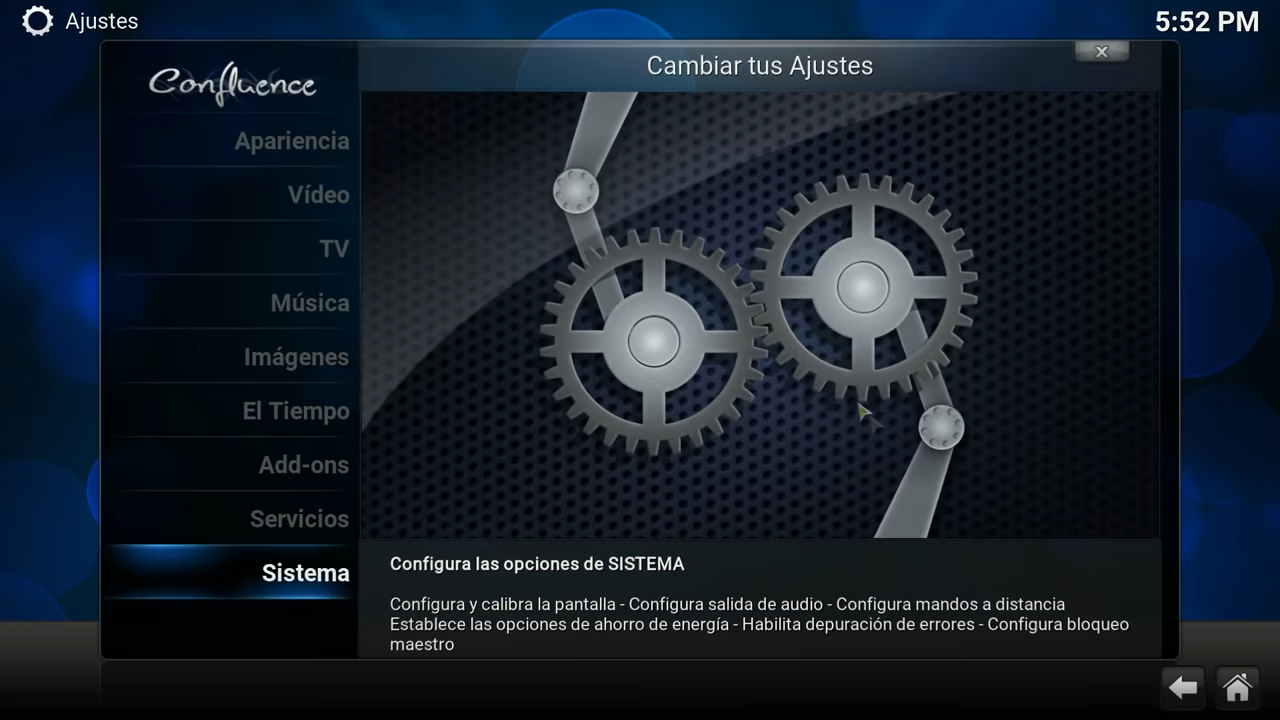 Ajustes
5:52 PM
Confluence
Cambiar tus Ajustes
Apariencia
Vídeo
TV
Música
Imágenes
El Tiempo
Add-ons
Servicios
Sistema
Configura las opciones de SISTEMA
Configura y calibra la pantalla - Configura salida de audio - Configura mandos a distancia
Establece las opciones de ahorro de energía - Habilita depuración de errores - Configura bloqueo
maestro